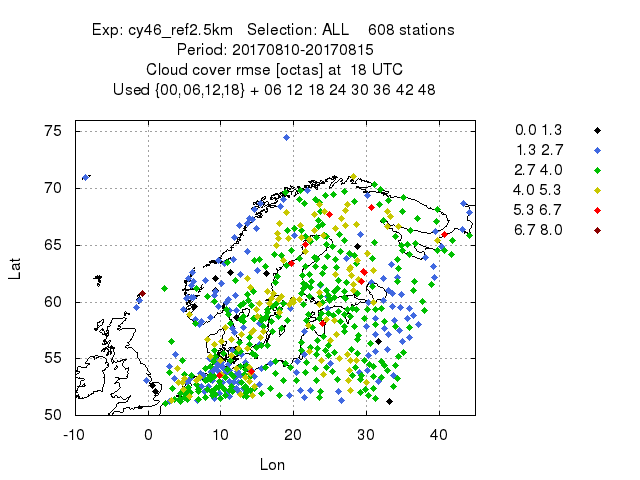 Exp: cy46_ref2.5km   Selection: ALL    608 stations
Period: 20170810-20170815
Cloud cover rmse [octas] at  18 UTC
Used {00,06,12,18} + 06 12 18 24 30 36 42 48
75
70
65
60
55
50
-10 0 10 20 30 40
Lat
Lon
0.0 1.3
1.3 2.7
2.7 4.0
4.0 5.3
5.3 6.7
6.7 8.0